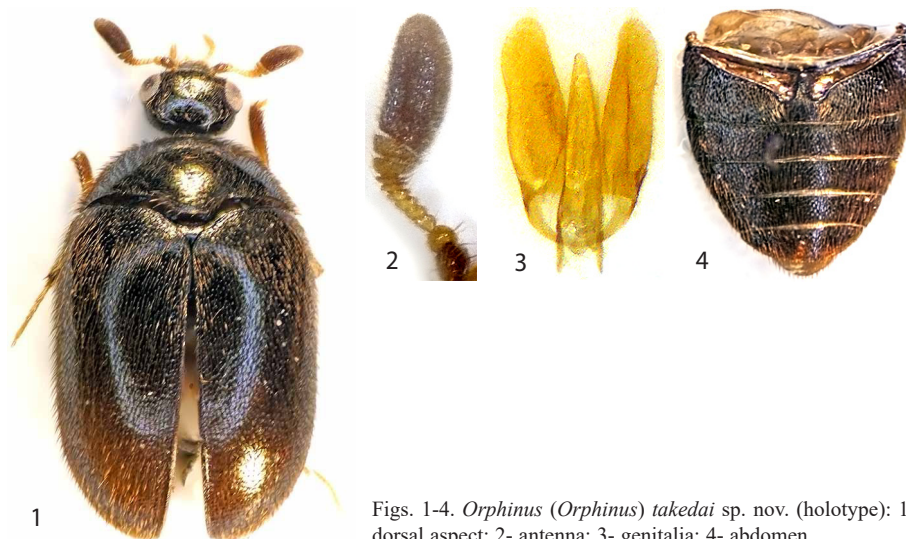 1
2
3
4
Figs. 1-4. Orphinus (Orphinus) takedai sp. nov. (holotype): 1-
dorsal aspect; 2- antenna; 3- genitalia; 4- abdomen